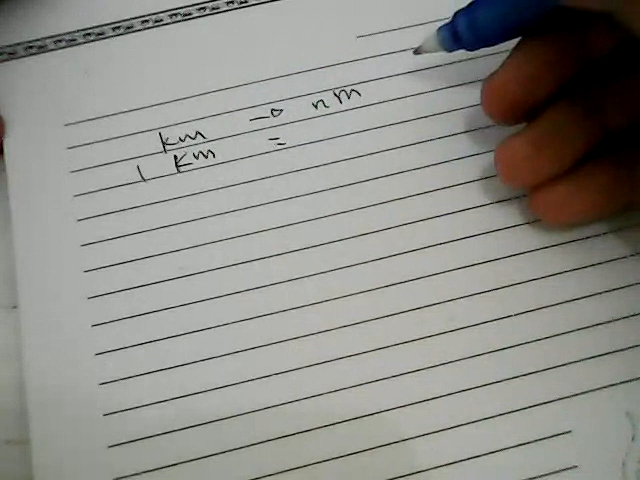 km → nm
1 km =